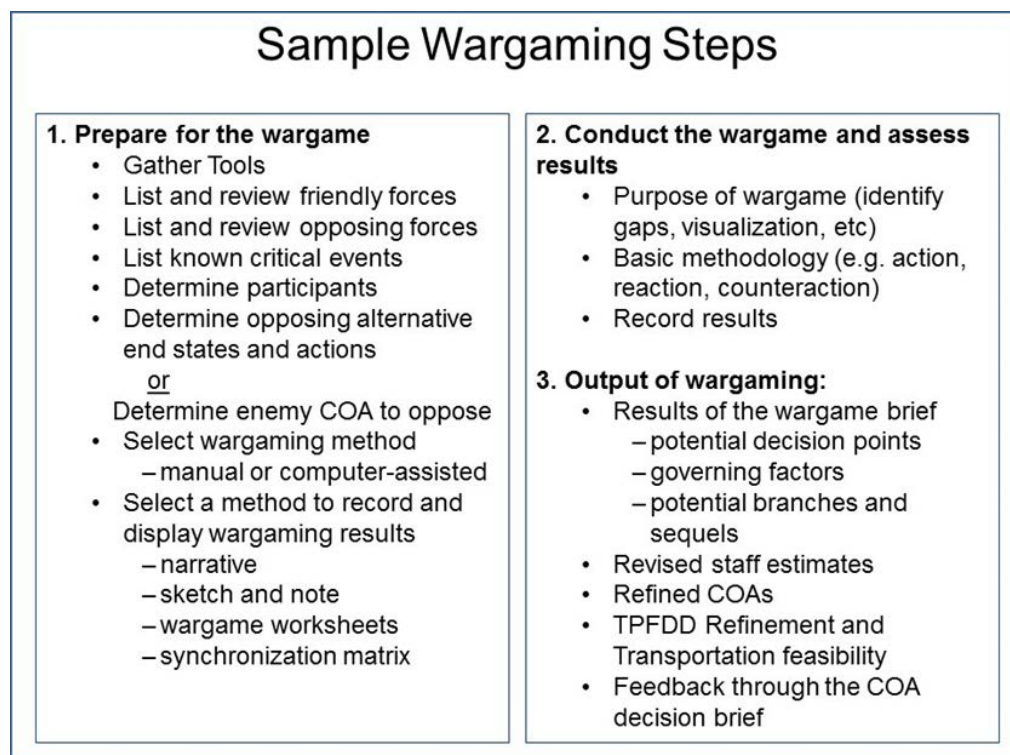 Sample Wargaming Steps
1. Prepare for the wargame
• Gather Tools
• List and review friendly forces
• List and review opposing forces
• List known critical events
• Determine participants
• Determine opposing alternative
end states and actions
or
Determine enemy COA to oppose
• Select wargaming method
– manual or computer-assisted
• Select a method to record and
display wargaming results
– narrative
– sketch and note
– wargame worksheets
– synchronization matrix
2. Conduct the wargame and assess
results
• Purpose of wargame (identify
gaps, visualization, etc)
• Basic methodology (e.g. action,
reaction, counteraction)
• Record results
3. Output of wargaming:
• Results of the wargame brief
– potential decision points
– governing factors
– potential branches and
sequels
• Revised staff estimates
• Refined COAs
• TPFDD Refinement and
Transportation feasibility
• Feedback through the COA
decision brief